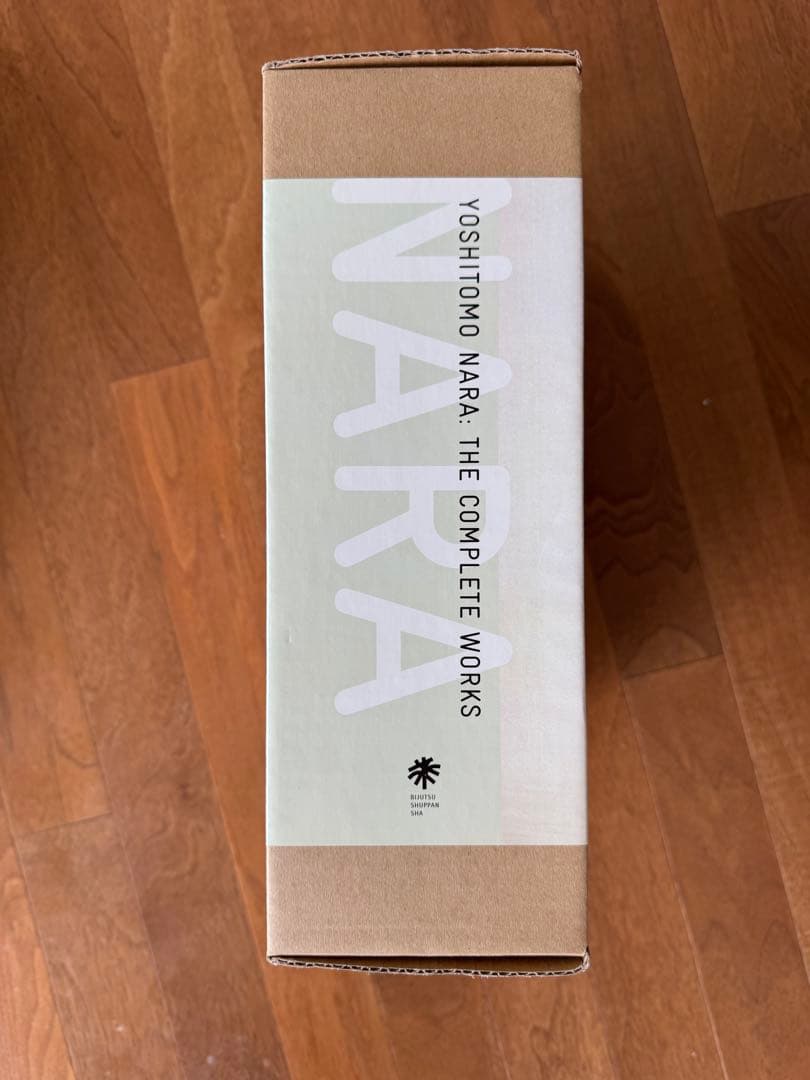 NARA
YOSHITOMO NARA: THE COMPLETE WORKS
BIJUTSU
SHUPPAN
SHA